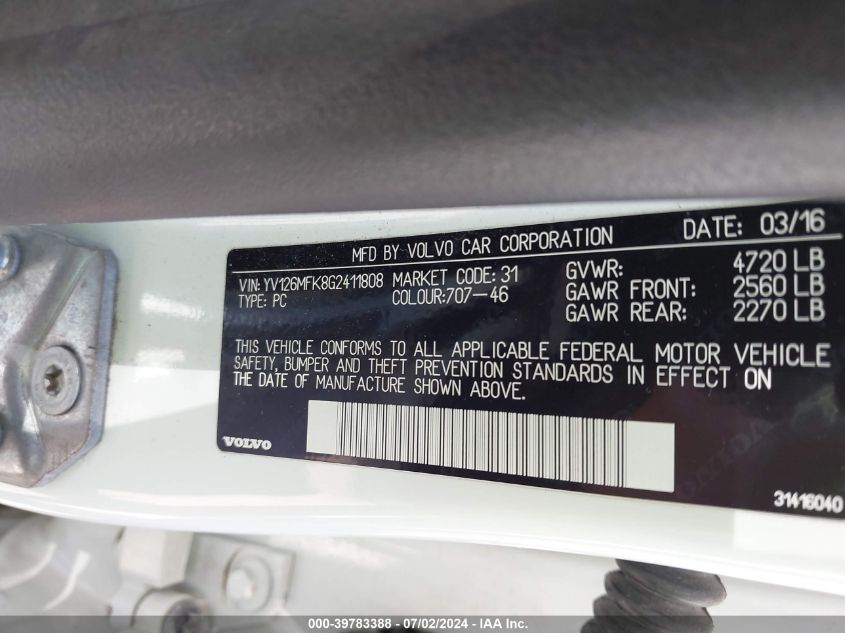 MFD BY VOLVO CAR CORPORATION DATE: 03/16
VIN: YV126MFK8G2411808 MARKET CODE: 31 GVWR: 4720 LB
TYPE: PC COLOUR:707-46 GAWR FRONT: 2560 LB
GAWR REAR: 2270 LB
THIS VEHICLE CONFORMS TO ALL APPLICABLE FEDERAL MOTOR VEHICLE
SAFETY, BUMPER AND THEFT PREVENTION STANDARDS IN EFFECT ON
THE DATE OF MANUFACTURE SHOWN ABOVE.
VOLVO
31416040
000-39783388 - 07/02/2024 - IAA Inc.